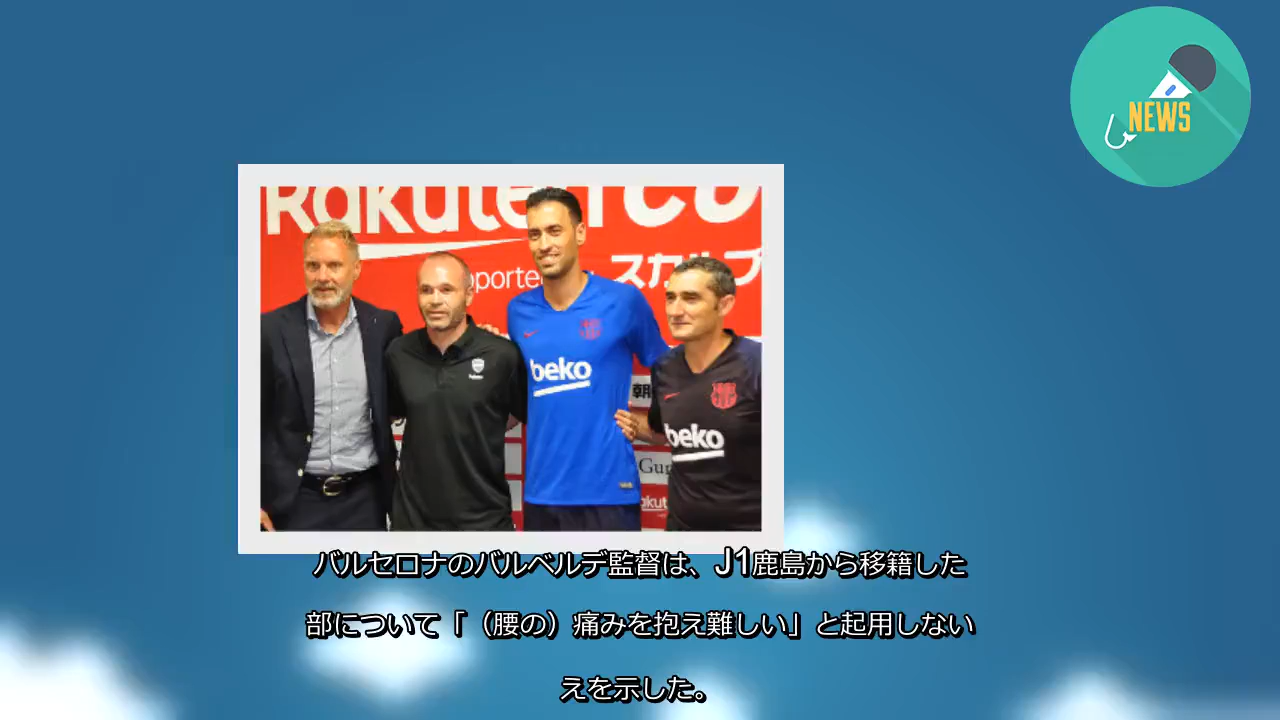 NEWS
Rakuten
スカルプ
beko
beko
バルセロナのバルベルデ監督は、J1鹿島から移籍した
部について「（腰の）痛みを抱え難しい」と起用しない
えを示した。